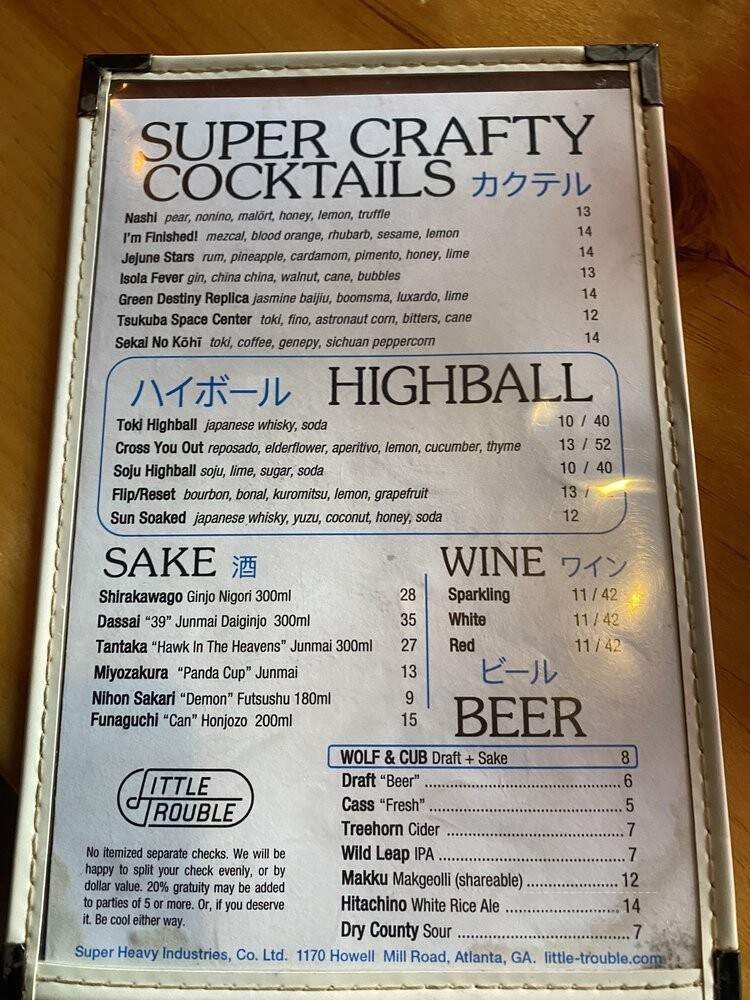 SUPER CRAFTY
COCKTAILS カクテル
Nashi pear, nonino, malört, honey, lemon, truffle 13
I'm Finished! mezcal, blood orange, rhubarb, sesame, lemon 14
Jejune Stars rum, pineapple, cardamom, pimento, honey, lime 14
Isola Fever gin, china china, walnut, cane, bubbles 13
Green Destiny Replica jasmine baijiu, boomsma, luxardo, lime 14
Tsukuba Space Center toki, fino, astronaut corn, bitters, cane 12
Sekai No Kōhī toki, coffee, genepy, sichuan peppercorn 14
ハイボール HIGHBALL
Toki Highball japanese whisky, soda 10 / 40
Cross You Out reposado, elderflower, aperitivo, lemon, cucumber, thyme 13 / 52
Soju Highball soju, lime, sugar, soda 10 / 40
Flip/Reset bourbon, bonal, kuromitsu, lemon, grapefruit 13 /
Sun Soaked japanese whisky, yuzu, coconut, honey, soda 12
SAKE 酒
Shirakawago Ginjo Nigori 300ml 28
Dassai "39" Junmai Daiginjo 300ml 35
Tantaka "Hawk In The Heavens" Junmai 300ml 27
Miyozakura "Panda Cup" Junmai 13
Nihon Sakari "Demon" Futsushu 180ml 9
Funaguchi "Can" Honjozo 200ml 15
WINE ワイン
Sparkling 11 / 42
White 11 / 42
Red 11 / 42
ビール
BEER
WOLF & CUB Draft + Sake 8
Draft "Beer" ........ 6
Cass "Fresh" ........ 5
Treehorn Cider ........ 7
Wild Leap IPA ........ 7
Makku Makgeolli (shareable) ........ 12
Hitachino White Rice Ale ........ 14
Dry County Sour ........ 7
LITTLE
TROUBLE
No itemized separate checks. We will be
happy to split your check evenly, or by
dollar value. 20% gratuity may be added
to parties of 5 or more. Or, if you deserve
it. Be cool either way.
Super Heavy Industries, Co. Ltd. 1170 Howell Mill Road, Atlanta, GA. little-trouble.com